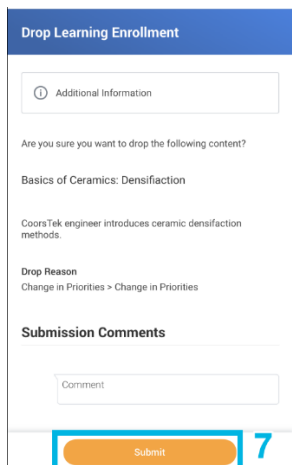 Drop Learning Enrollment
Additional Information
Are you sure you want to drop the following content?
Basics of Ceramics: Densifiaction
CoorsTek engineer introduces ceramic densifaction
methods.
Drop Reason
Change in Priorities > Change in Priorities
Submission Comments
Comment
Submit 7